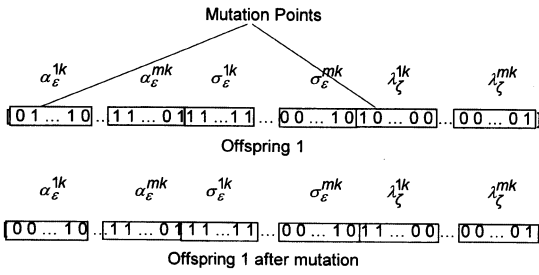 Mutation Points
α_ε^{1k} α_ε^{mk} σ_ε^{1k} σ_ε^{mk} λ_ζ^{1k} λ_ζ^{mk}
0 1 ... 1 0 .. 1 1 ... 0 1 1 1 ... 1 1 ... 0 0 ... 1 0 1 0 ... 0 0 ... 0 0 ... 0 1
Offspring 1
α_ε^{1k} α_ε^{mk} σ_ε^{1k} σ_ε^{mk} λ_ζ^{1k} λ_ζ^{mk}
0 0 ... 1 0 .. 1 1 ... 0 1 1 1 ... 1 1 ... 0 0 ... 1 0 1 1 ... 0 0 ... 0 0 ... 0 1
Offspring 1 after mutation